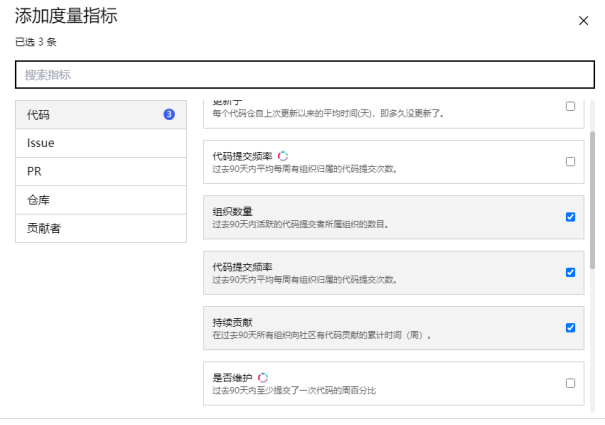 添加度量指标
已选 3 条
搜索指标
代码 3
Issue
PR
仓库
贡献者
更新于
每个代码仓自上次更新以来的平均时间(天)，即多久没更新了。
代码提交频率
过去90天内平均每周有组织归属的代码提交次数。
组织数量
过去90天内活跃的代码提交者所属组织的数目。
代码提交频率
过去90天内平均每周有组织归属的代码提交次数。
持续贡献
在过去90天所有组织向社区有代码贡献的累计时间（周）。
是否维护
过去90天内至少提交了一次代码的周百分比